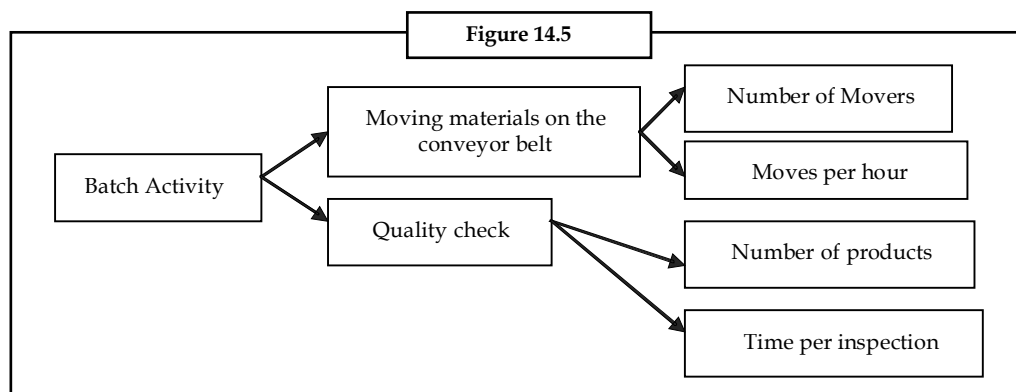 Figure 14.5
Batch Activity
Moving materials on the
conveyor belt
Quality check
Number of Movers
Moves per hour
Number of products
Time per inspection